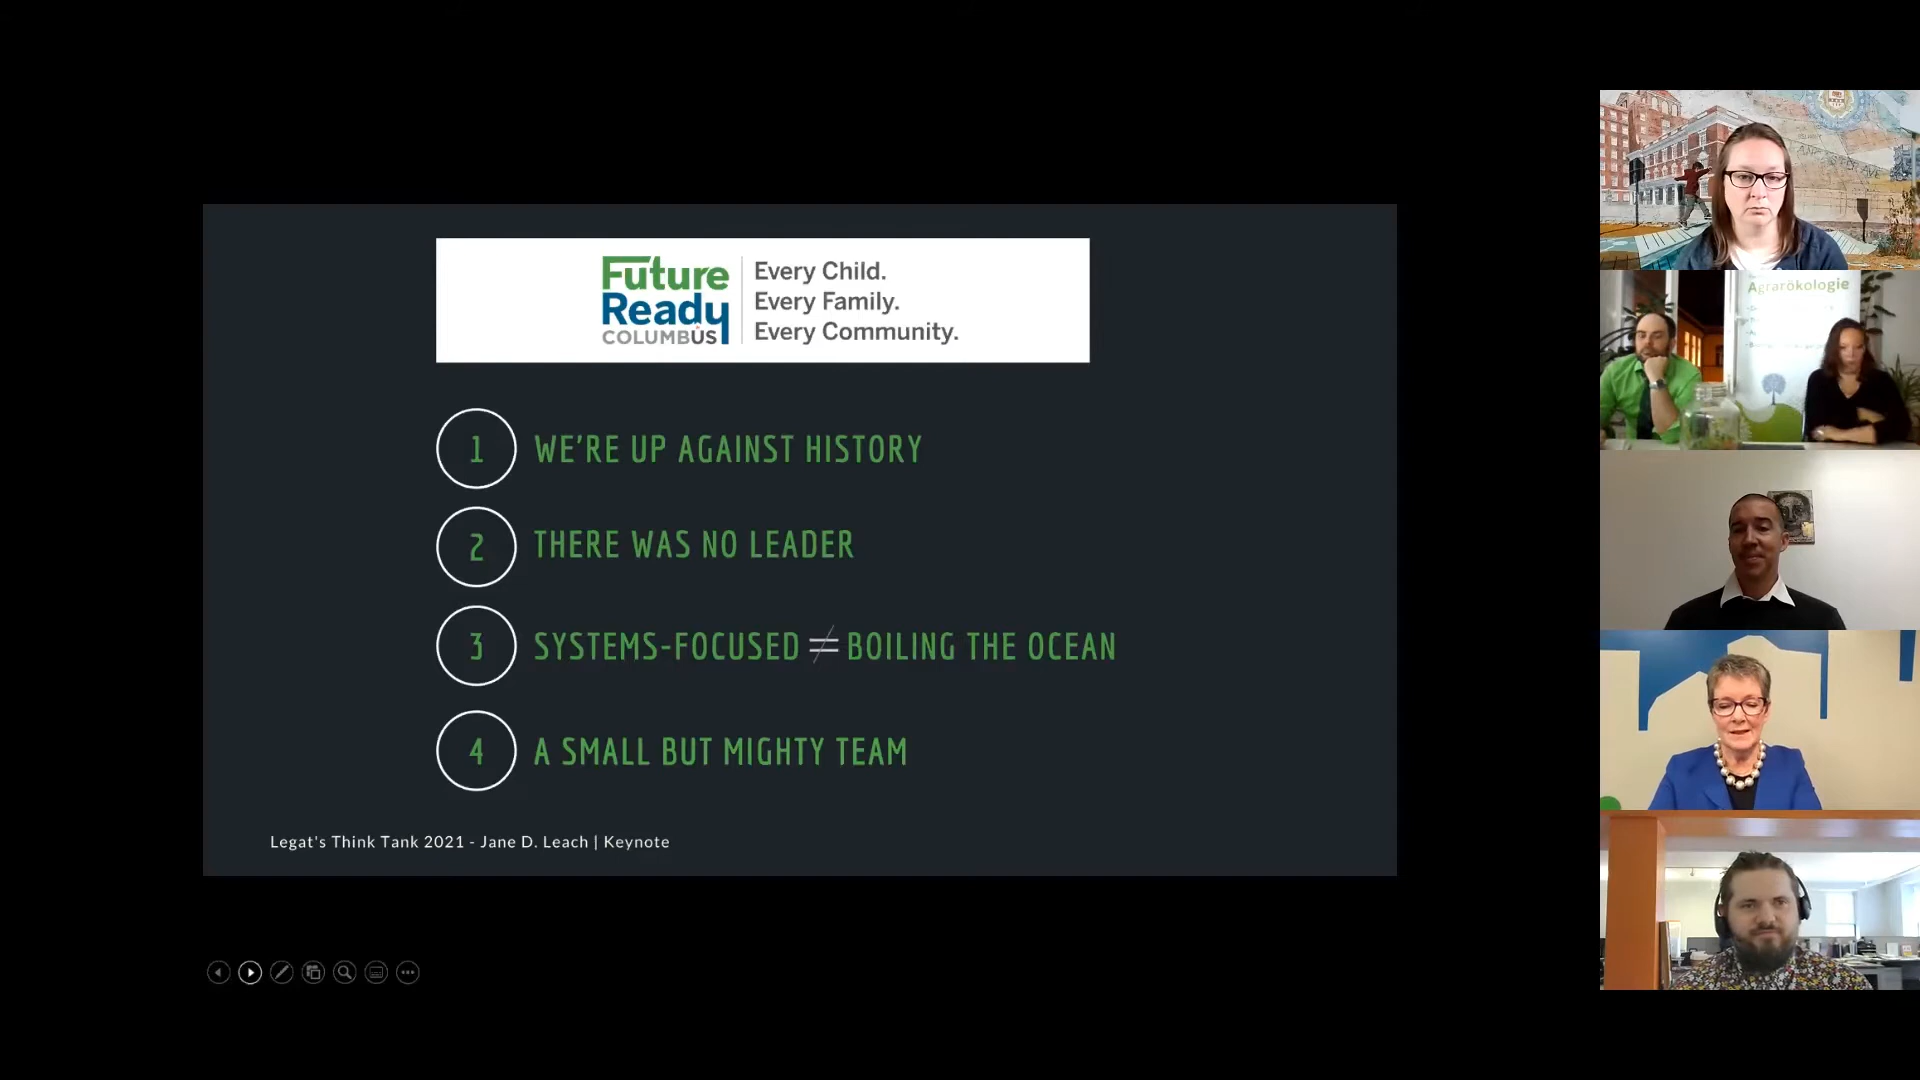 Future
Ready
COLUMBUS
Every Child.
Every Family.
Every Community.
1 WE'RE UP AGAINST HISTORY
2 THERE WAS NO LEADER
3 SYSTEMS-FOCUSED ≠ BOILING THE OCEAN
4 A SMALL BUT MIGHTY TEAM
Legat's Think Tank 2021 - Jane D. Leach | Keynote
Agrarökologie